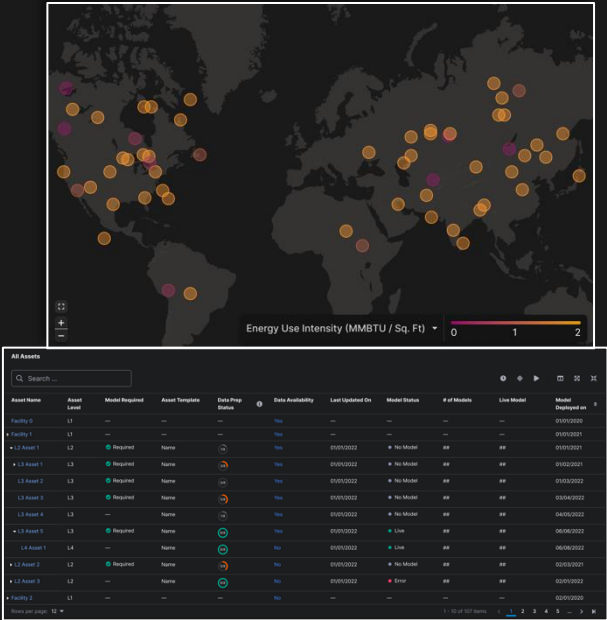 Energy Use Intensity (MMBTU / Sq. Ft)
0 1 2
All Assets
Search ...
Asset Name Asset Level Model Required Asset Template Data Prep Status Data Availability Last Updated On Model Status # of Models Live Model Model Deployed on
Facility 0 L1 — — — Yes — — — — 01/01/2020
Facility 1 L1 — — — Yes — — — — 01/01/2021
L2 Asset 1 L2 Required Name Yes 01/01/2022 No Model ## ## 01/01/2021
L3 Asset 1 L3 Required Name Yes 01/01/2022 No Model ## ## 01/02/2021
L3 Asset 2 L3 Required Name Yes 01/01/2022 No Model ## ## 01/03/2022
L3 Asset 3 L3 Required Name Yes 01/01/2022 No Model ## ## 03/04/2022
L3 Asset 4 L3 — Name Yes 01/01/2022 No Model ## ## 04/05/2022
L3 Asset 5 L3 Required Name Yes 01/01/2022 Live ## ## 06/06/2022
L4 Asset 1 L4 — Name No 01/01/2022 Live ## ## 06/08/2022
L2 Asset 2 L2 Required Name No 01/01/2022 No Model ## ## 02/03/2021
L2 Asset 3 L2 — Name No 01/01/2022 Error ## ## 02/01/2022
Facility 2 L1 — — — No — — — — 02/01/2020
Rows per page: 12 1 - 10 of 107 items 1 2 3 4 5 ...